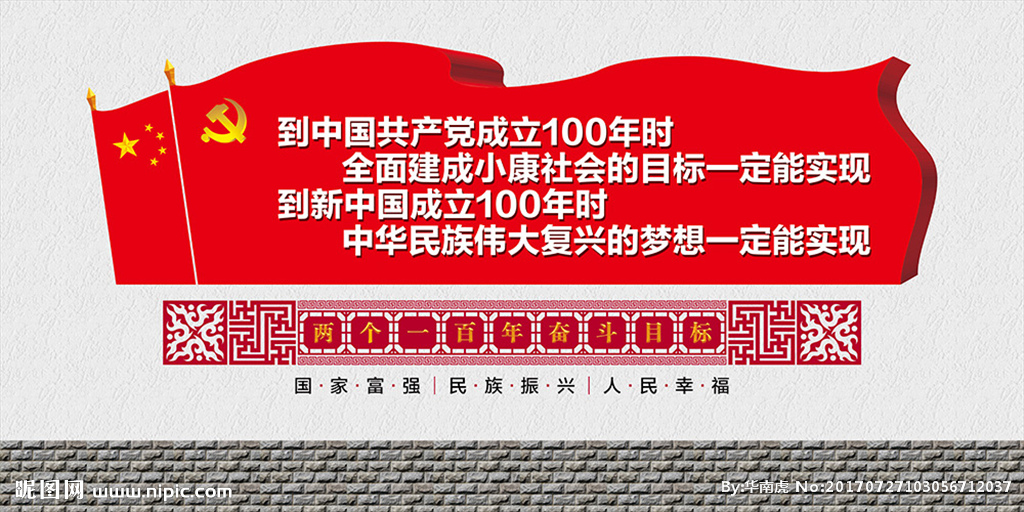 到中国共产党成立100年时
全面建成小康社会的目标一定能实现
到新中国成立100年时
中华民族伟大复兴的梦想一定能实现
两个一百年奋斗目标
国·家·富·强|民·族·振·兴|人·民·幸·福
昵图网 www.nipic.com
By:华南虎 No:20170727103056712037